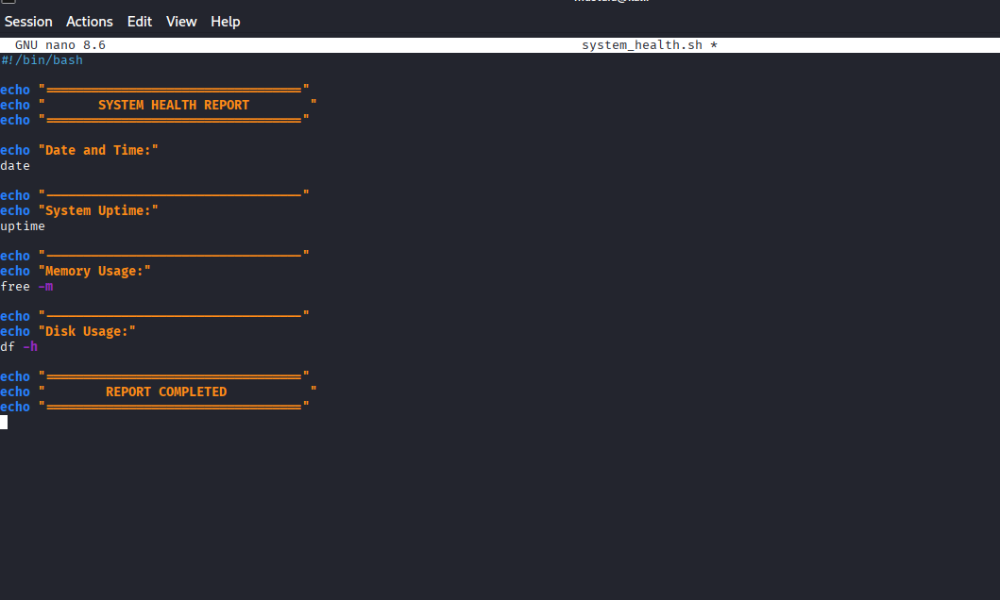 Session Actions Edit View Help
GNU nano 8.6 system_health.sh *
#!/bin/bash
echo "=================================="
echo "       SYSTEM HEALTH REPORT        "
echo "=================================="
echo "Date and Time:"
date
echo "----------------------------------"
echo "System Uptime:"
uptime
echo "----------------------------------"
echo "Memory Usage:"
free -m
echo "----------------------------------"
echo "Disk Usage:"
df -h
echo "=================================="
echo "        REPORT COMPLETED           "
echo "=================================="